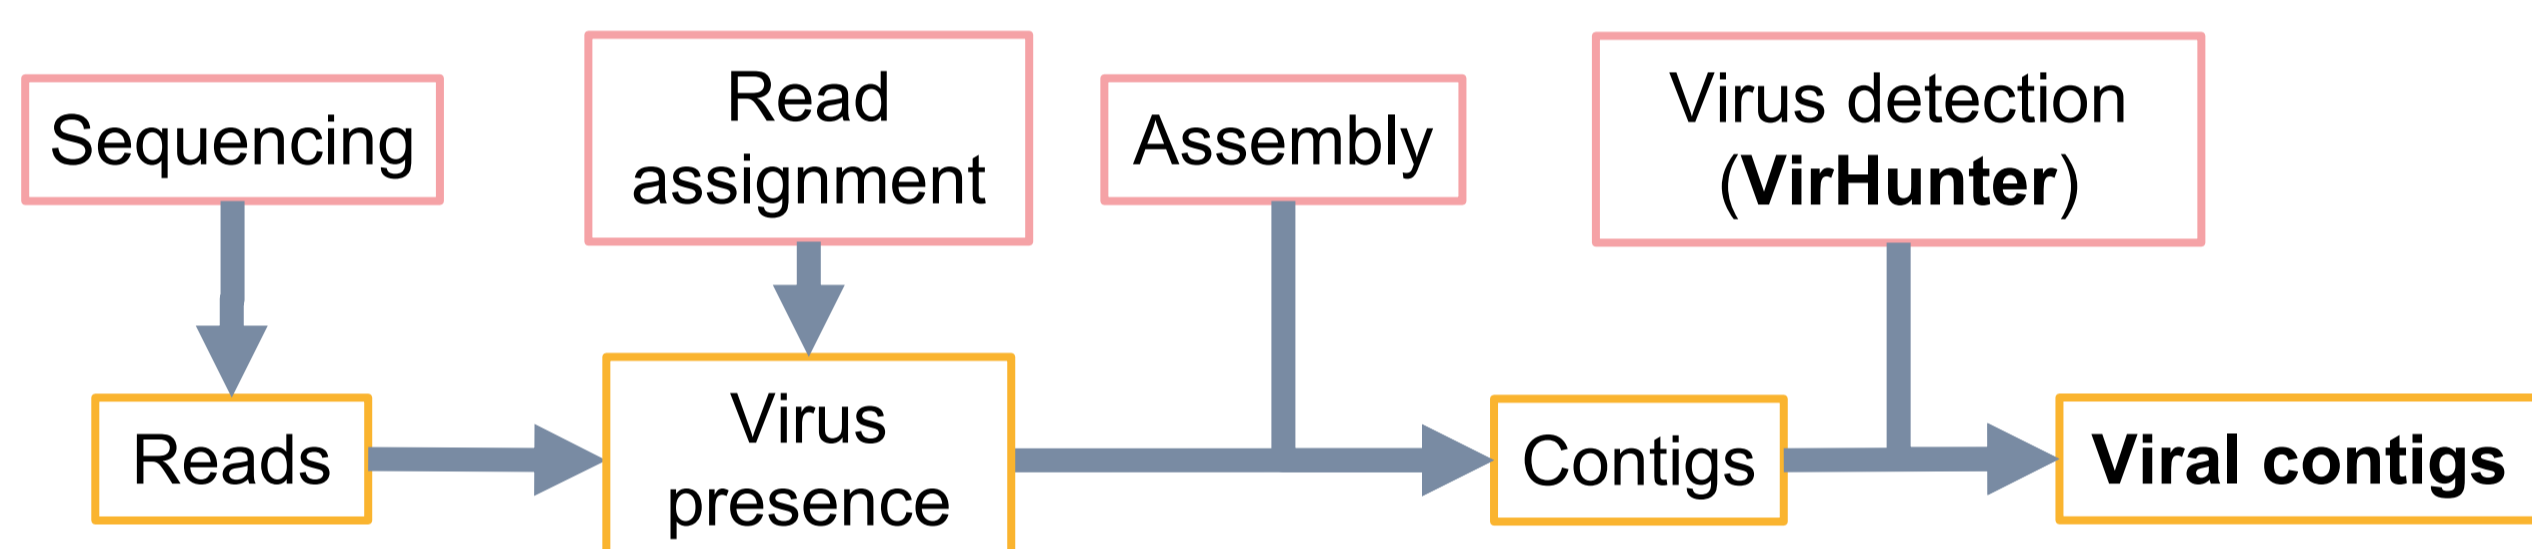 Sequencing
Read
assignment
Assembly
Virus detection
(VirHunter)
Reads
Virus
presence
Contigs
Viral contigs